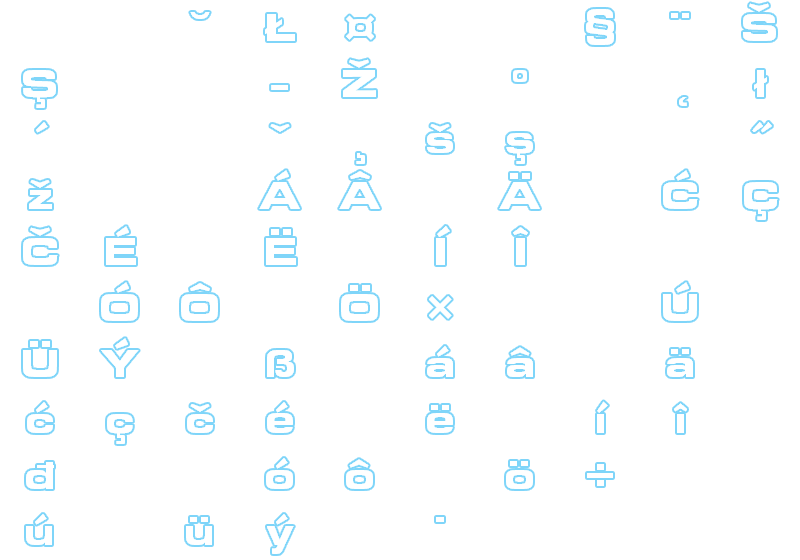 ˘ Ł ¤ § ¨ Š
Ş - Ž ° ˛ ł
´ ˇ ¸ š ş ˝
ž Á Â Ä Ć Ç
Č É Ë Í Î
Ó Ô Ö × Ú
Ü Ý ß á â ä
ć ç č é ë í î
đ ó ô ö ÷
ú ü ý ˙